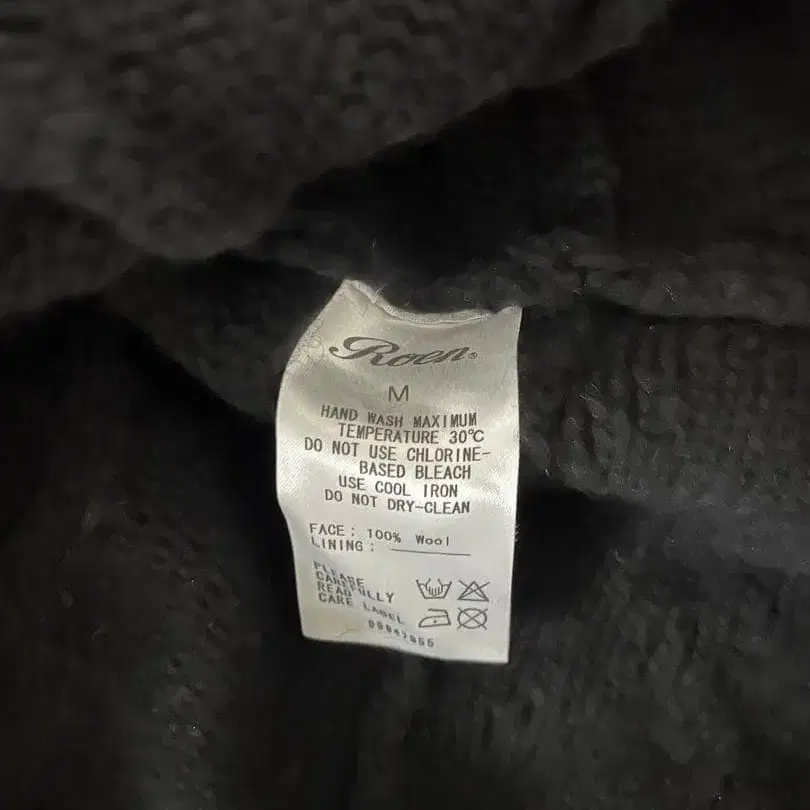 Roen®
M
HAND WASH MAXIMUM
TEMPERATURE 30℃
DO NOT USE CHLORINE-
BASED BLEACH
USE COOL IRON
DO NOT DRY-CLEAN
FACE: 100% Wool
LINING:
PLEASE
CAREFULLY
READ
CARE LABEL